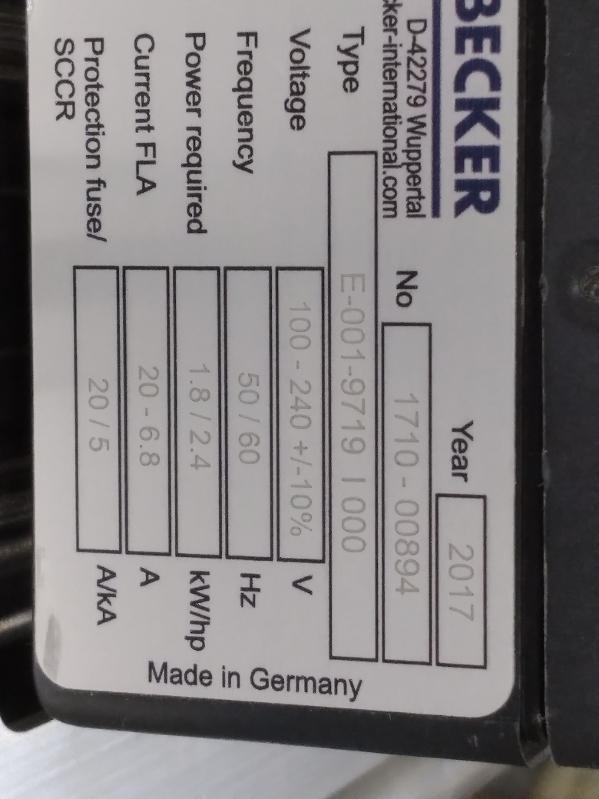 BECKER
D-42279 Wuppertal
cker-international.com
Year 2017
No 1710 - 00894
Type E-001-9719 I 000
Voltage 100 - 240 +/-10% V
Frequency 50 / 60 Hz
Power required 1.8 / 2.4 kW/hp
Current FLA 20 - 6.8 A
Protection fuse/ 20 / 5 A/kA
SCCR
Made in Germany